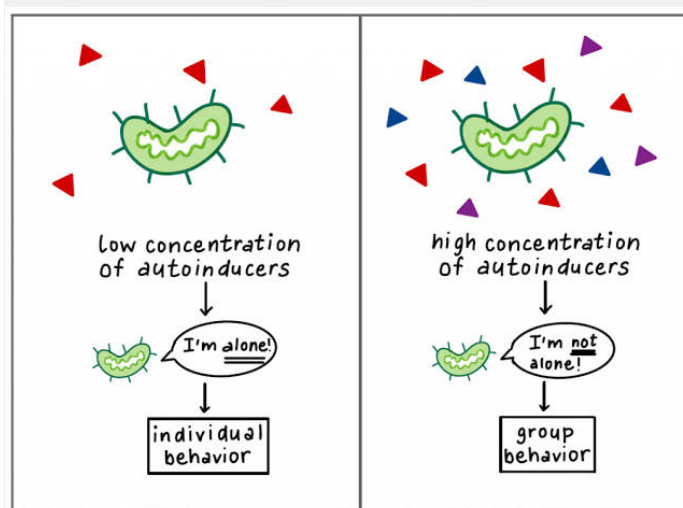 low concentration
of autoinducers
I'm alone!
individual
behavior
high concentration
of autoinducers
I'm not
alone!
group
behavior